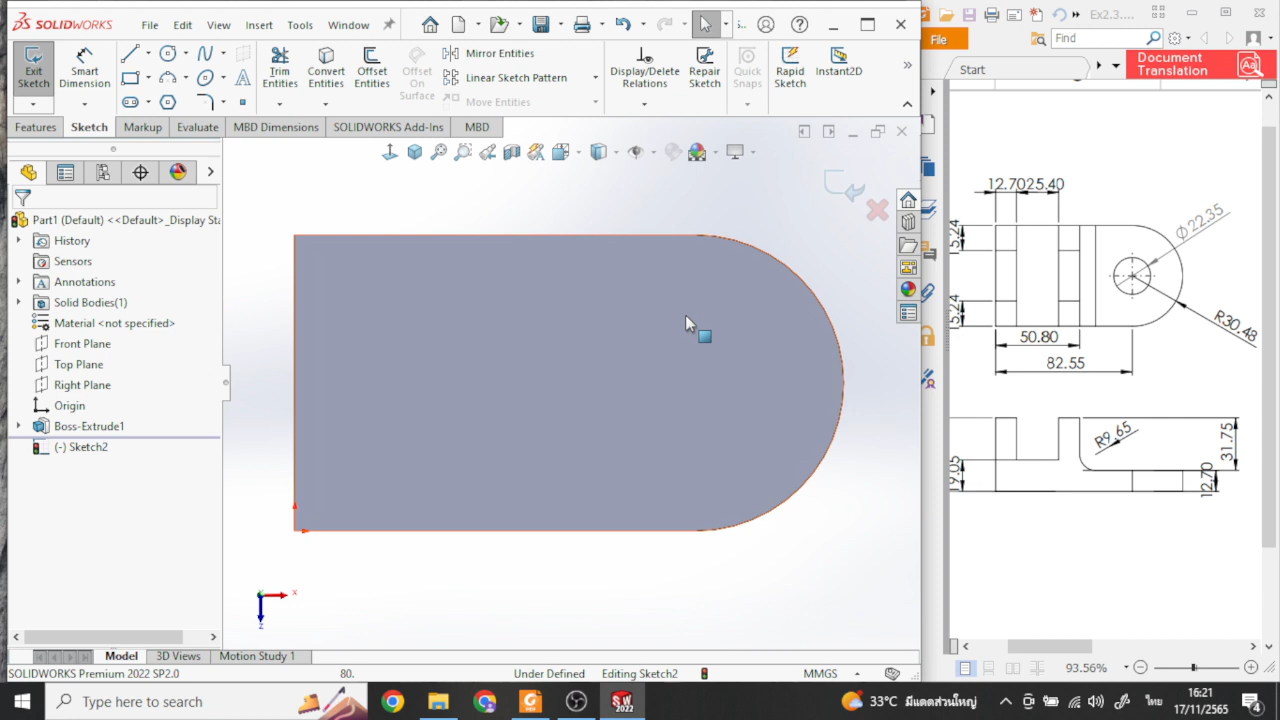 SOLIDWORKS File Edit View Insert Tools Window
Exit Sketch
Smart Dimension
Trim Entities
Convert Entities
Offset Entities
Offset On Surface
Mirror Entities
Linear Sketch Pattern
Move Entities
Display/Delete Relations
Repair Sketch
Quick Snaps
Rapid Sketch
Instant2D
Features Sketch Markup Evaluate MBD Dimensions SOLIDWORKS Add-Ins MBD
Part1 (Default) <<Default>_Display Sta
History
Sensors
Annotations
Solid Bodies(1)
Material <not specified>
Front Plane
Top Plane
Right Plane
Origin
Boss-Extrude1
(-) Sketch2
x
z
Model 3D Views Motion Study 1
SOLIDWORKS Premium 2022 SP2.0 80. Under Defined Editing Sketch2 MMGS
Ex2.3....
File Find
Start
Document Translation
12.70 25.40
Ø22.35
15.24
15.24
R30.48
50.80
82.55
R9.65
31.75
19.05
12.70
93.56%
Type here to search
SW 2022
33°C มีแดดส่วนใหญ่
ไทย
16:21
17/11/2565
4